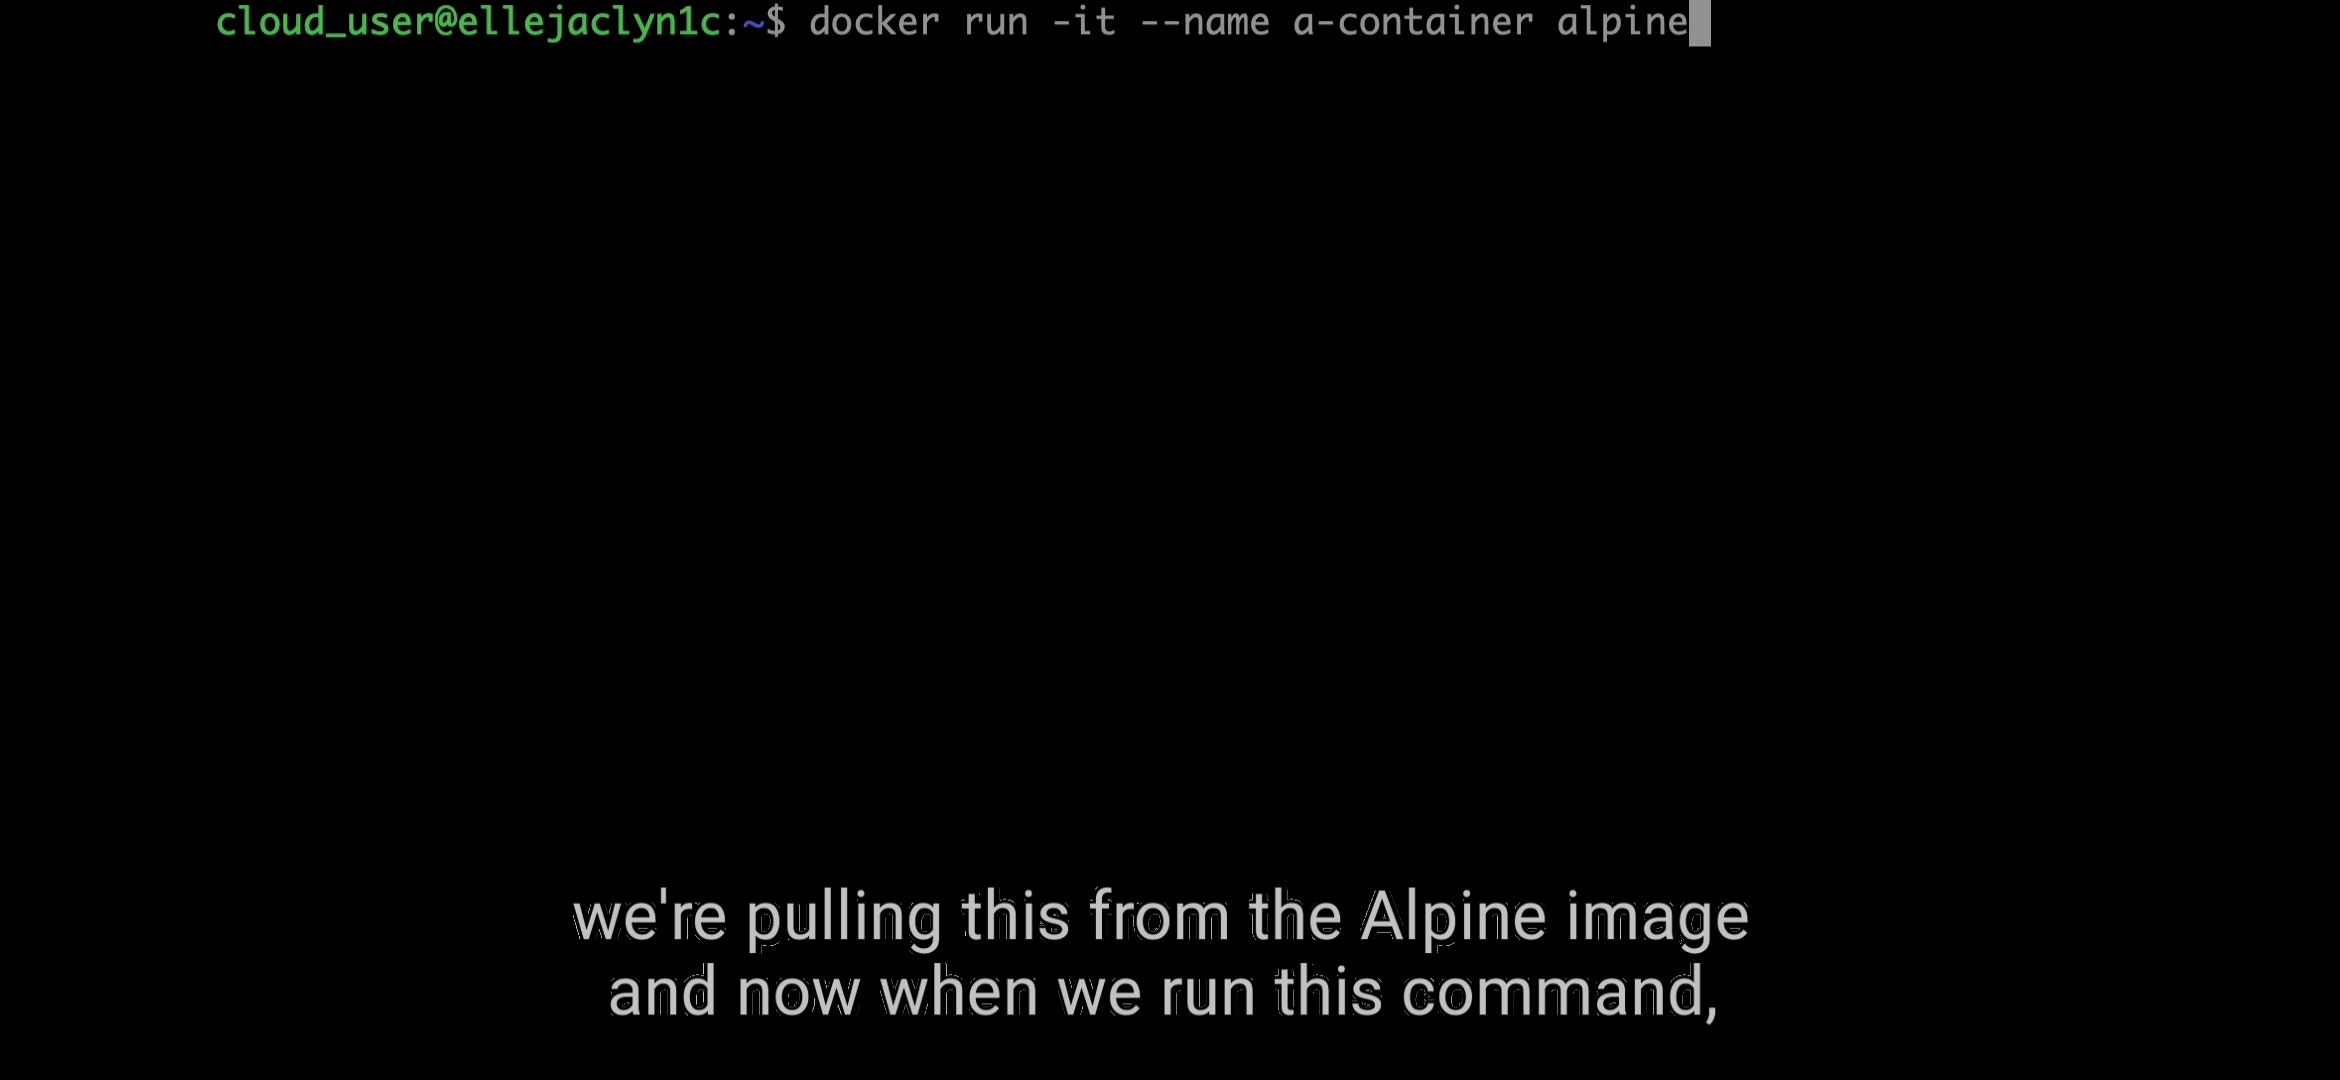 cloud_user@ellejaclyn1c:~$ docker run -it --name a-container alpine
we're pulling this from the Alpine image
and now when we run this command,